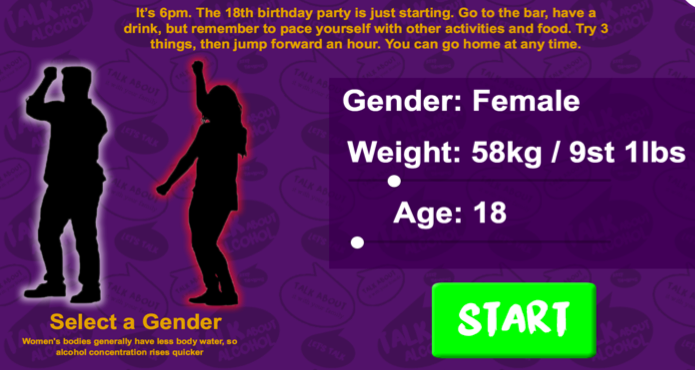 It's 6pm. The 18th birthday party is just starting. Go to the bar, have a
drink, but remember to pace yourself with other activities and food. Try 3
things, then jump forward an hour. You can go home at any time.
Gender: Female
Weight: 58kg / 9st 1lbs
Age: 18
Select a Gender
Women's bodies generally have less body water, so
alcohol concentration rises quicker
START